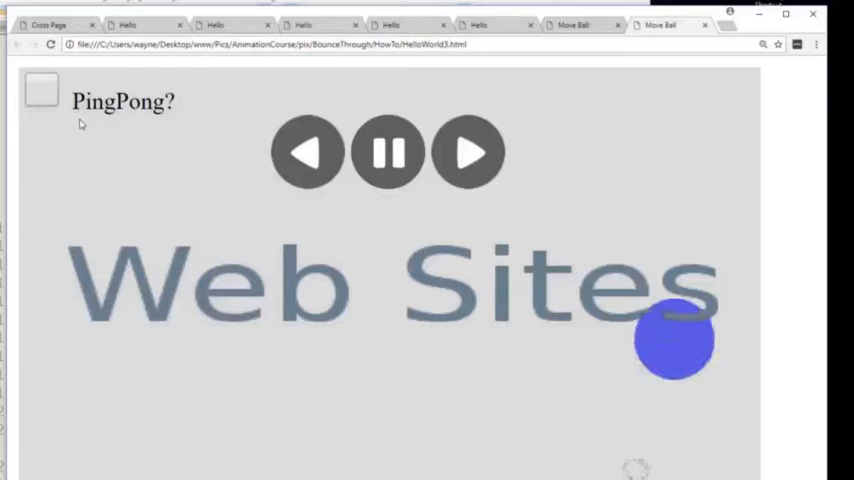 Cross Page
Hello
Hello
Hello
Hello
Hello
Move Ball
Move Ball
file:///C:/Users/wayne/Desktop/www/Pics/AnimationCourse/pix/BounceThrough/HowTo/HelloWorld3.html
PingPong?
Web Sites